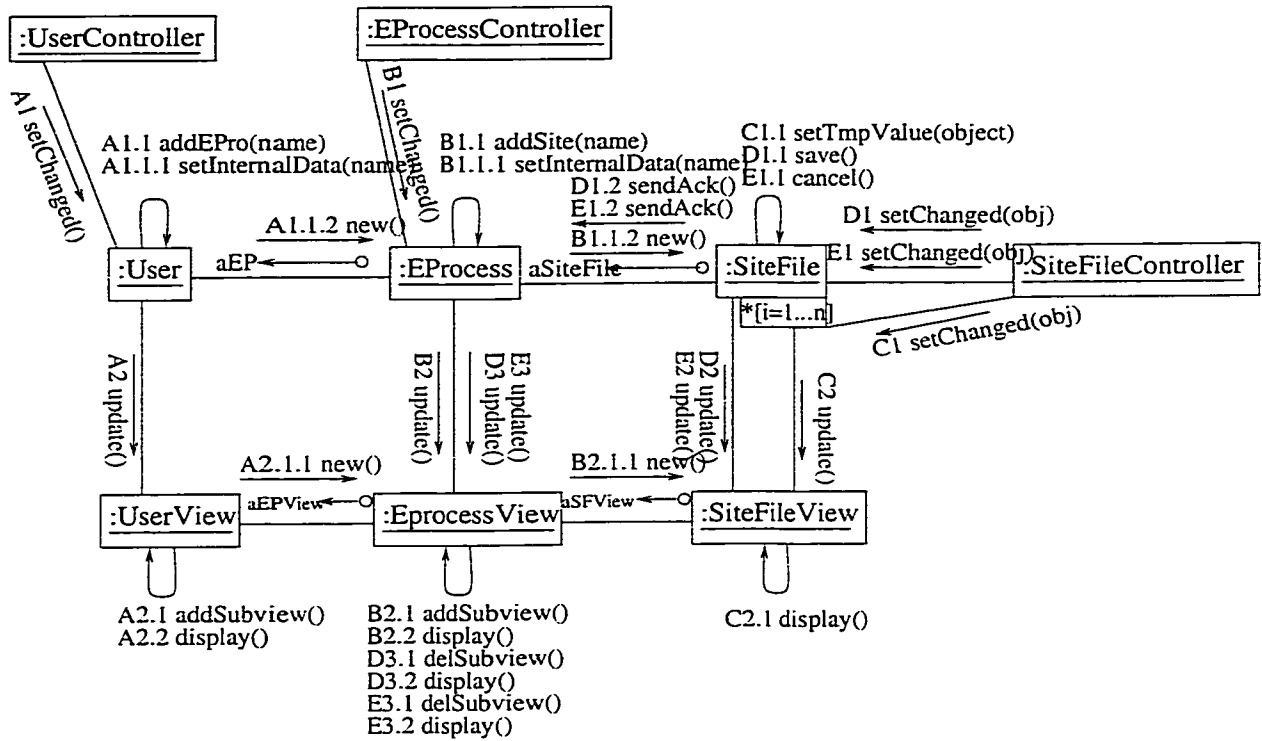 :UserController
:EProcessController
A1 setChanged()
B1 setChanged()
A1.1 addEPro(name)
A1.1.1 setInternalData(name)
B1.1 addSite(name)
B1.1.1 setInternalData(name)
C1.1 setTmpValue(object)
D1.1 save()
E1.1 cancel()
D1.2 sendAck()
E1.2 sendAck()
A1.1.2 new()
B1.1.2 new()
D1 setChanged(obj)
E1 setChanged(obj)
aEP
aSiteFile
:User
:EProcess
:SiteFile
:SiteFileController
*[i=1...n]
C1 setChanged(obj)
A2 update()
B2 update()
D3 update()
E3 update()
E2 update()
D2 update()
C2 update()
A2.1.1 new()
B2.1.1 new()
aEPView
aSFView
:UserView
:EprocessView
:SiteFileView
A2.1 addSubview()
A2.2 display()
B2.1 addSubview()
B2.2 display()
D3.1 delSubview()
D3.2 display()
E3.1 delSubview()
E3.2 display()
C2.1 display()